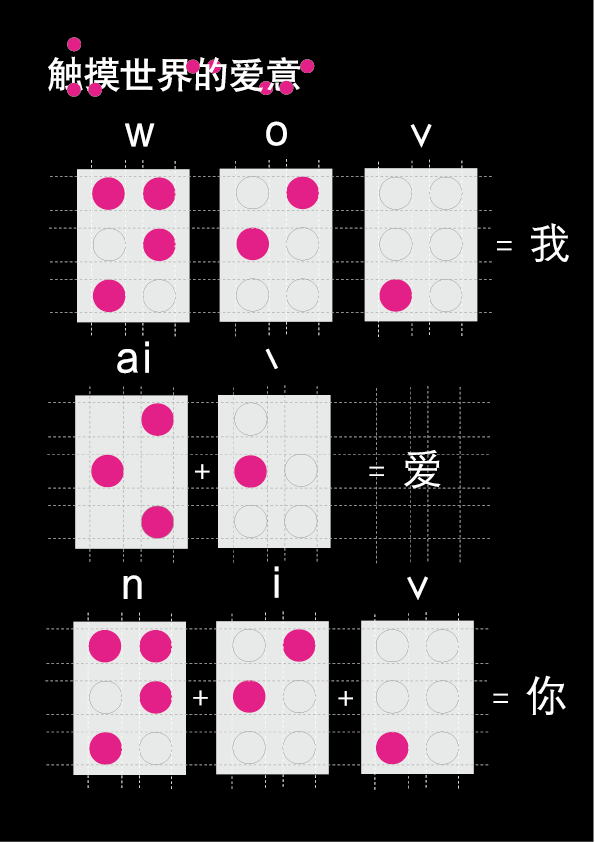 触摸世界的爱意
w o ˇ
= 我
ai ˋ
+ = 爱
n i ˇ
+ + = 你